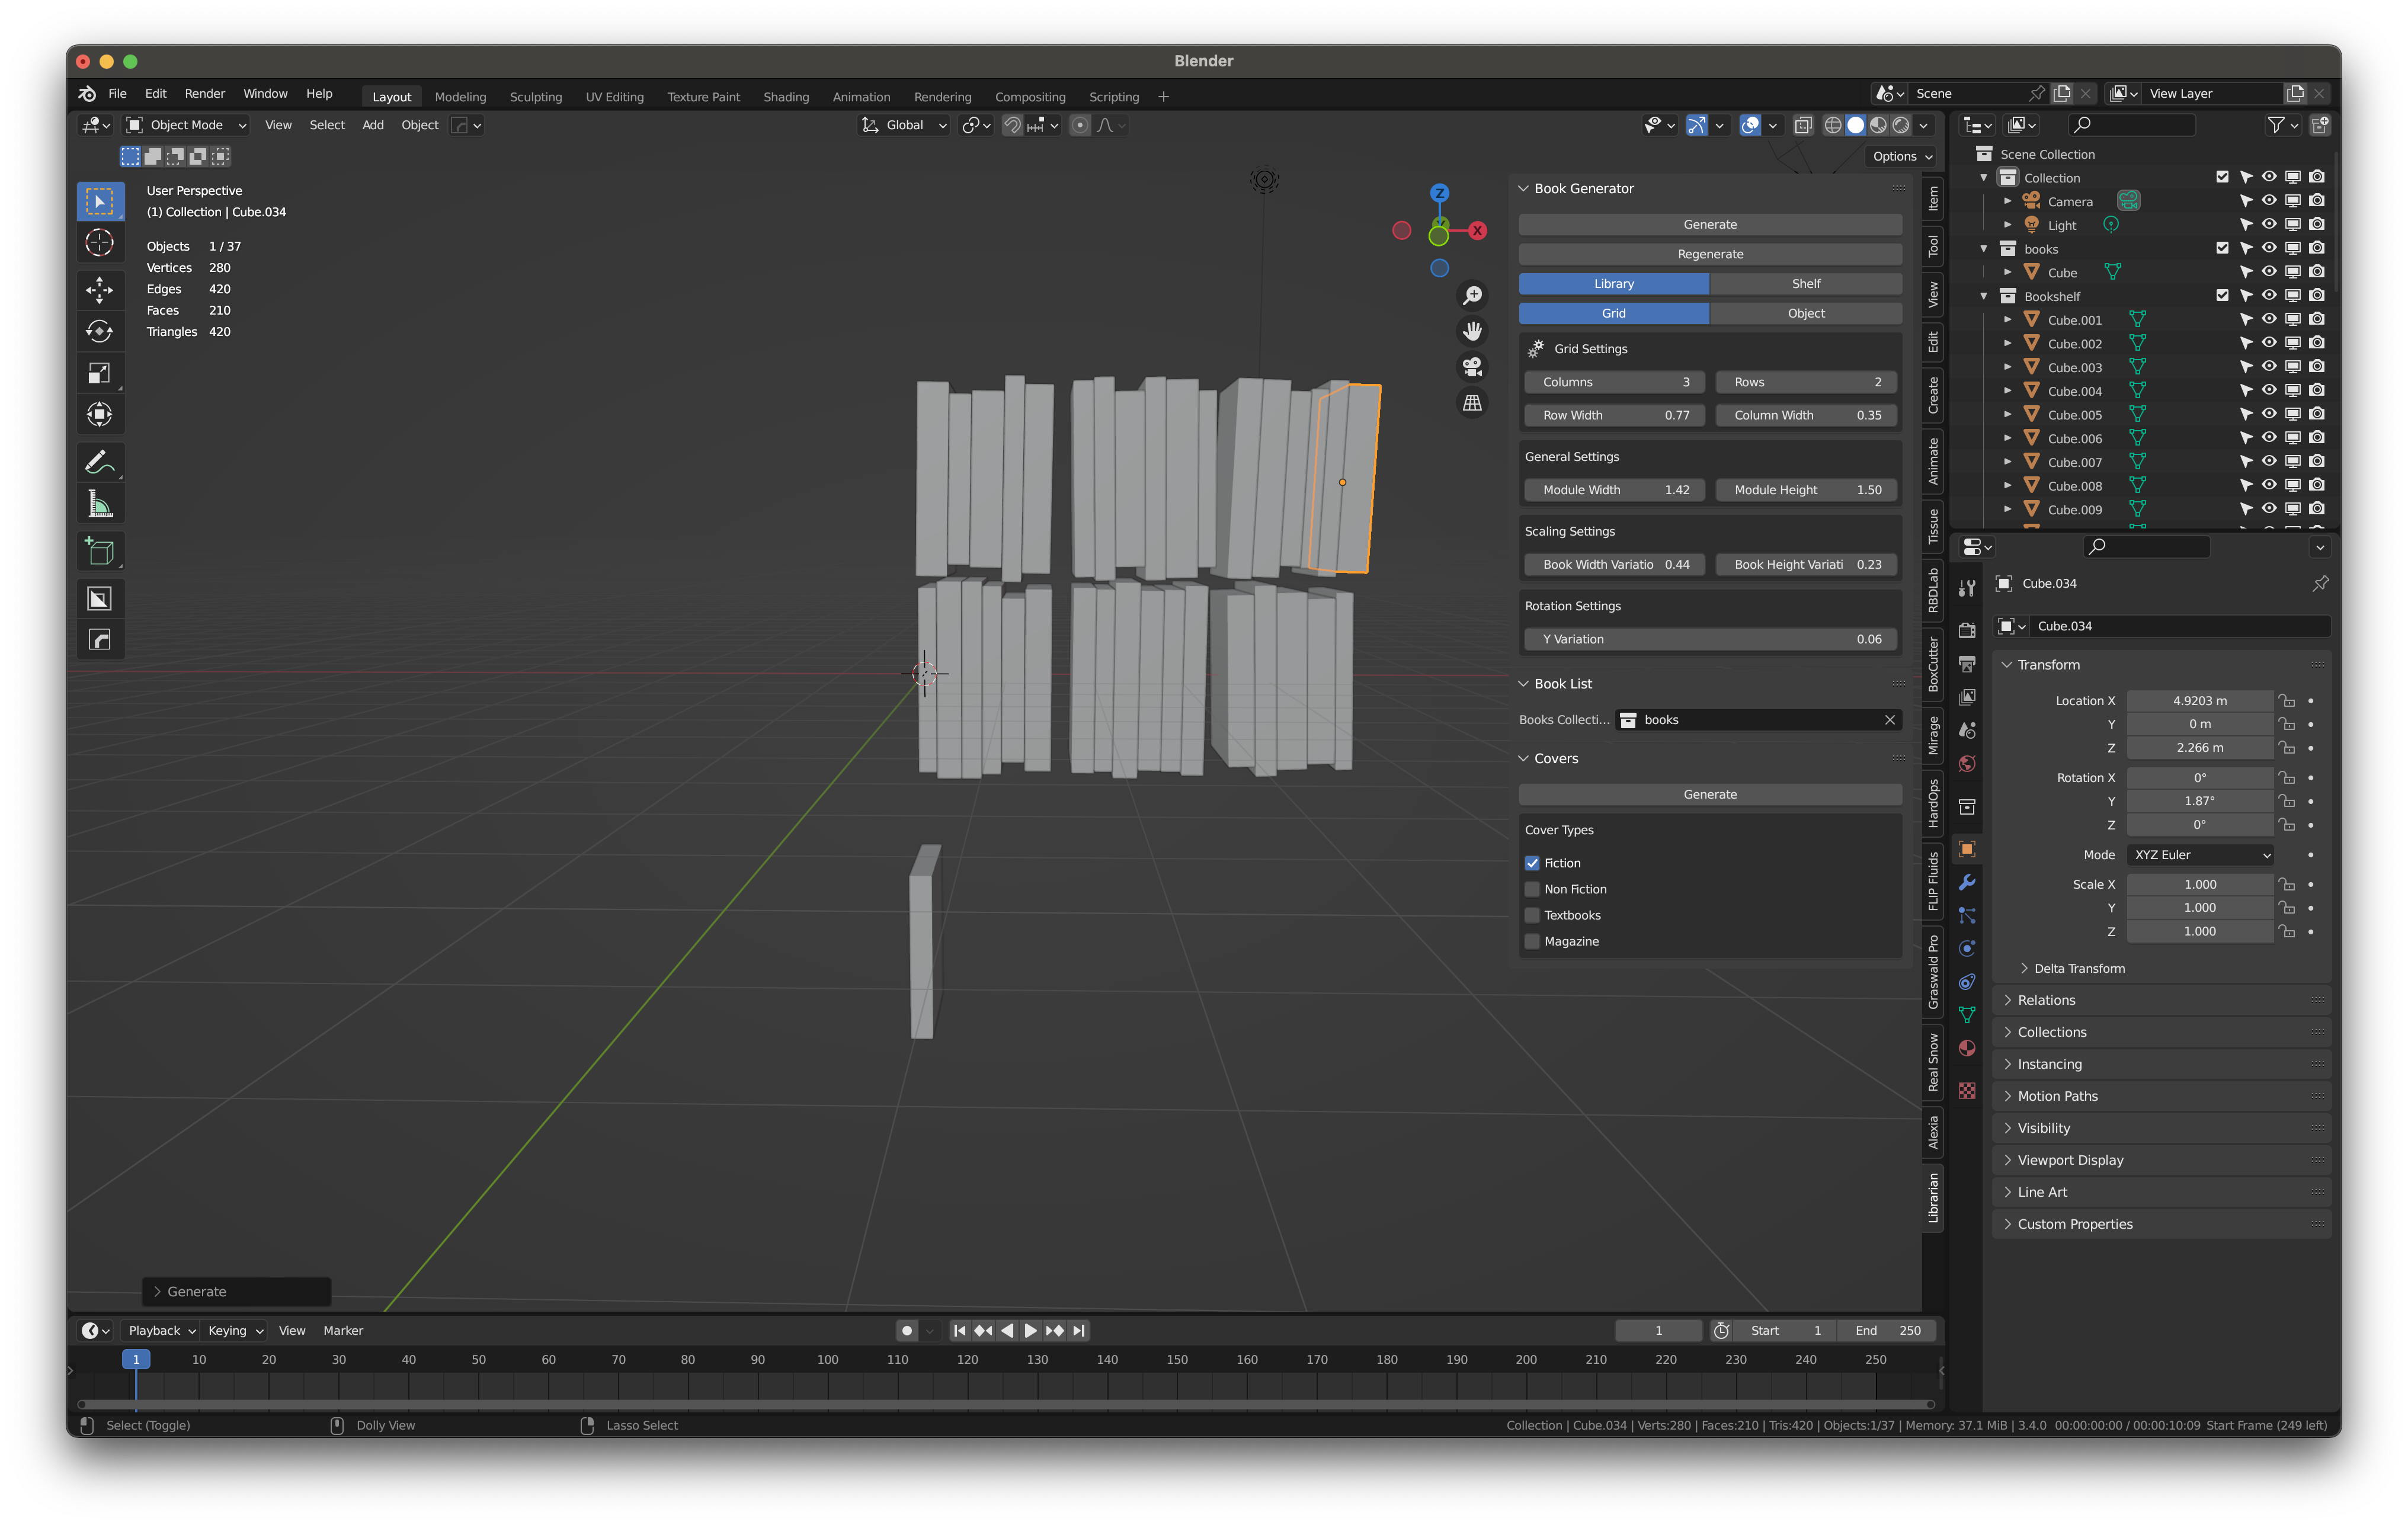 Blender
File Edit Render Window Help
Layout Modeling Sculpting UV Editing Texture Paint Shading Animation Rendering Compositing Scripting
Scene
View Layer
Object Mode View Select Add Object
Global
Options
User Perspective
(1) Collection | Cube.034
Objects 1 / 37
Vertices 280
Edges 420
Faces 210
Triangles 420
Z
Y
X
Book Generator
Generate
Regenerate
Library Shelf
Grid Object
Grid Settings
Columns 3 Rows 2
Row Width 0.77 Column Width 0.35
General Settings
Module Width 1.42 Module Height 1.50
Scaling Settings
Book Width Variatio 0.44 Book Height Variati 0.23
Rotation Settings
Y Variation 0.06
Book List
Books Collecti... books
Covers
Generate
Cover Types
Fiction
Non Fiction
Textbooks
Magazine
Item
Tool
View
Edit
Create
Animate
Tissue
RBDLab
BoxCutter
Mirage
HardOps
FLIP Fluids
Graswald Pro
Real Snow
Alexia
Librarian
Scene Collection
Collection
Camera
Light
books
Cube
Bookshelf
Cube.001
Cube.002
Cube.003
Cube.004
Cube.005
Cube.006
Cube.007
Cube.008
Cube.009
Cube.034
Cube.034
Transform
Location X 4.9203 m
Y 0 m
Z 2.266 m
Rotation X 0°
Y 1.87°
Z 0°
Mode XYZ Euler
Scale X 1.000
Y 1.000
Z 1.000
Delta Transform
Relations
Collections
Instancing
Motion Paths
Visibility
Viewport Display
Line Art
Custom Properties
Generate
Playback Keying View Marker
1 Start 1 End 250
1 10 20 30 40 50 60 70 80 90 100 110 120 130 140 150 160 170 180 190 200 210 220 230 240 250
Select (Toggle) Dolly View Lasso Select
Collection | Cube.034 | Verts:280 | Faces:210 | Tris:420 | Objects:1/37 | Memory: 37.1 MiB | 3.4.0 00:00:00:00 / 00:00:10:09 Start Frame (249 left)